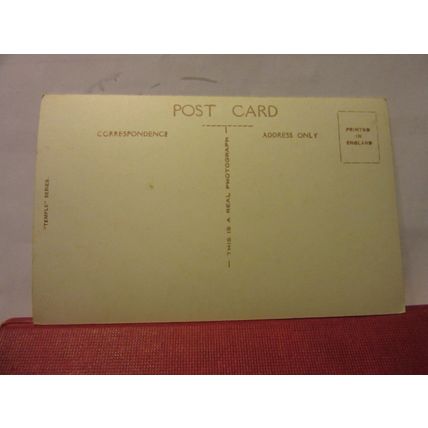 POST CARD
CORRESPONDENCE
ADDRESS ONLY
PRINTED
IN
ENGLAND
THIS IS A REAL PHOTOGRAPH
"TEMPLE" SERIES.